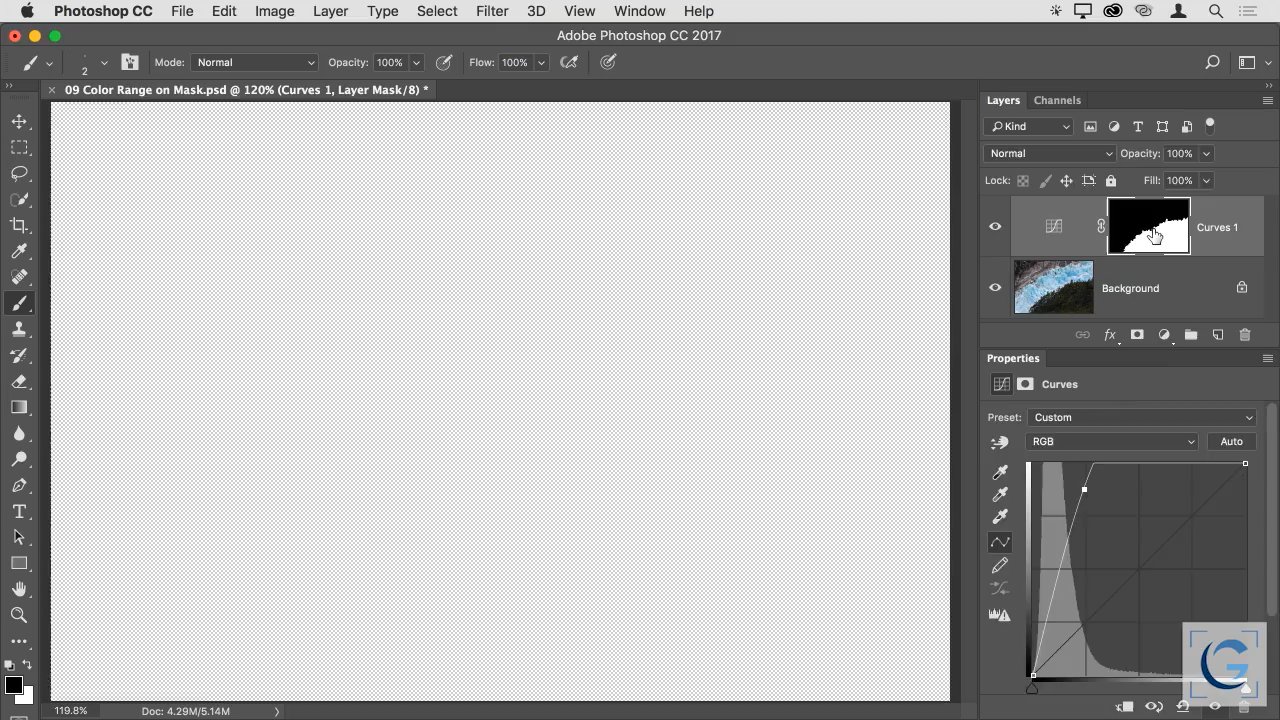 Photoshop CC File Edit Image Layer Type Select Filter 3D View Window Help
Adobe Photoshop CC 2017
2 Mode: Normal Opacity: 100% Flow: 100%
09 Color Range on Mask.psd @ 120% (Curves 1, Layer Mask/8) *
Layers Channels
Kind
Normal Opacity: 100%
Lock: Fill: 100%
Curves 1
Background
fx
Properties
Curves
Preset: Custom
RGB Auto
119.8% Doc: 4.29M/5.14M